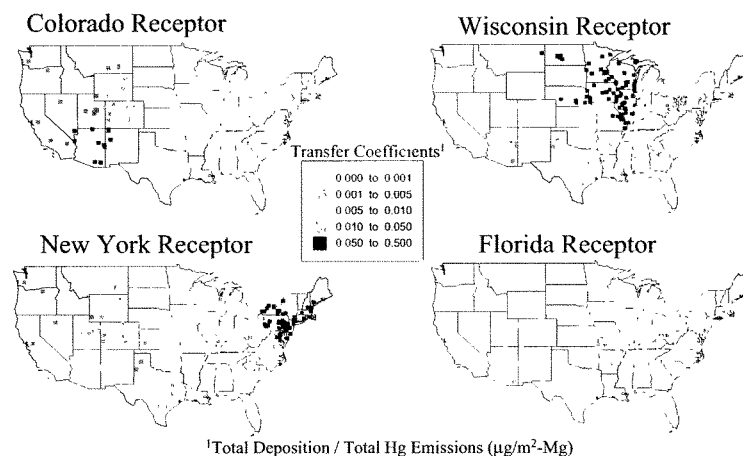 Colorado Receptor
Wisconsin Receptor
Transfer Coefficients¹
0.000 to 0.001
0.001 to 0.005
0.005 to 0.010
0.010 to 0.050
0.050 to 0.500
New York Receptor
Florida Receptor
¹Total Deposition / Total Hg Emissions (µg/m²-Mg)